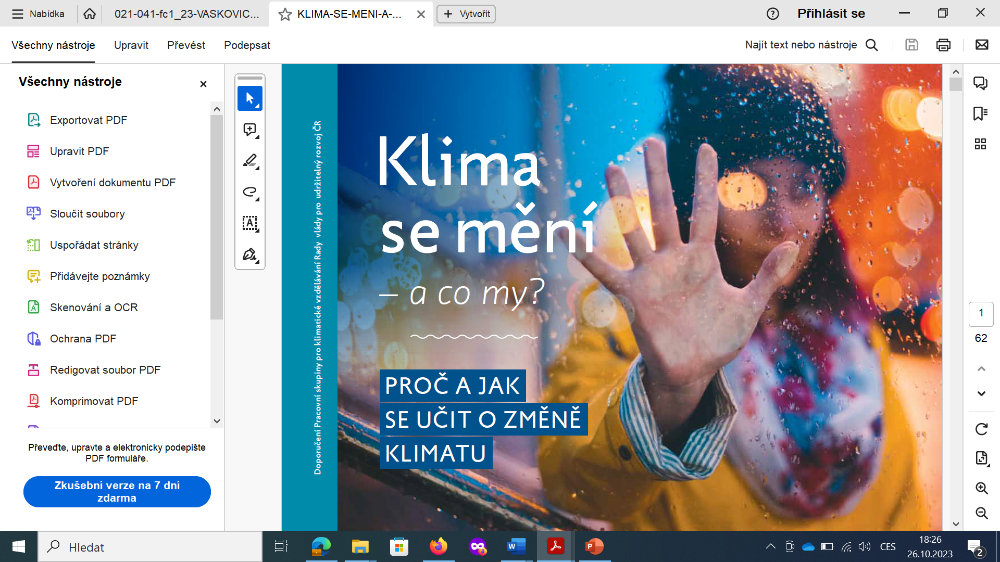 Nabídka
021-041-fc1_23-VASKOVIC...
KLIMA-SE-MENI-A-...
Vytvořit
Přihlásit se
Všechny nástroje
Upravit
Převést
Podepsat
Najít text nebo nástroje
Všechny nástroje
Exportovat PDF
Upravit PDF
Vytvoření dokumentu PDF
Sloučit soubory
Uspořádat stránky
Přidávejte poznámky
Skenování a OCR
Ochrana PDF
Redigovat soubor PDF
Komprimovat PDF
Převeďte, upravte a elektronicky podepište
PDF formuláře.
Zkušební verze na 7 dní
zdarma
Doporučení Pracovní skupiny pro klimatické vzdělávání Rady vlády pro udržitelný rozvoj ČR
Klima
se mění
– a co my?
PROČ A JAK
SE UČIT O ZMĚNĚ
KLIMATU
1
62
Hledat
CES
18:26
26.10.2023
2